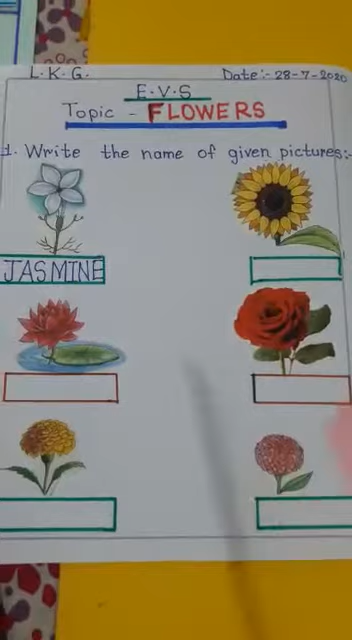 L.K.G. Date:- 28-7-2020
E.V.S
Topic - FLOWERS
1. Write the name of given pictures:-
JASMINE